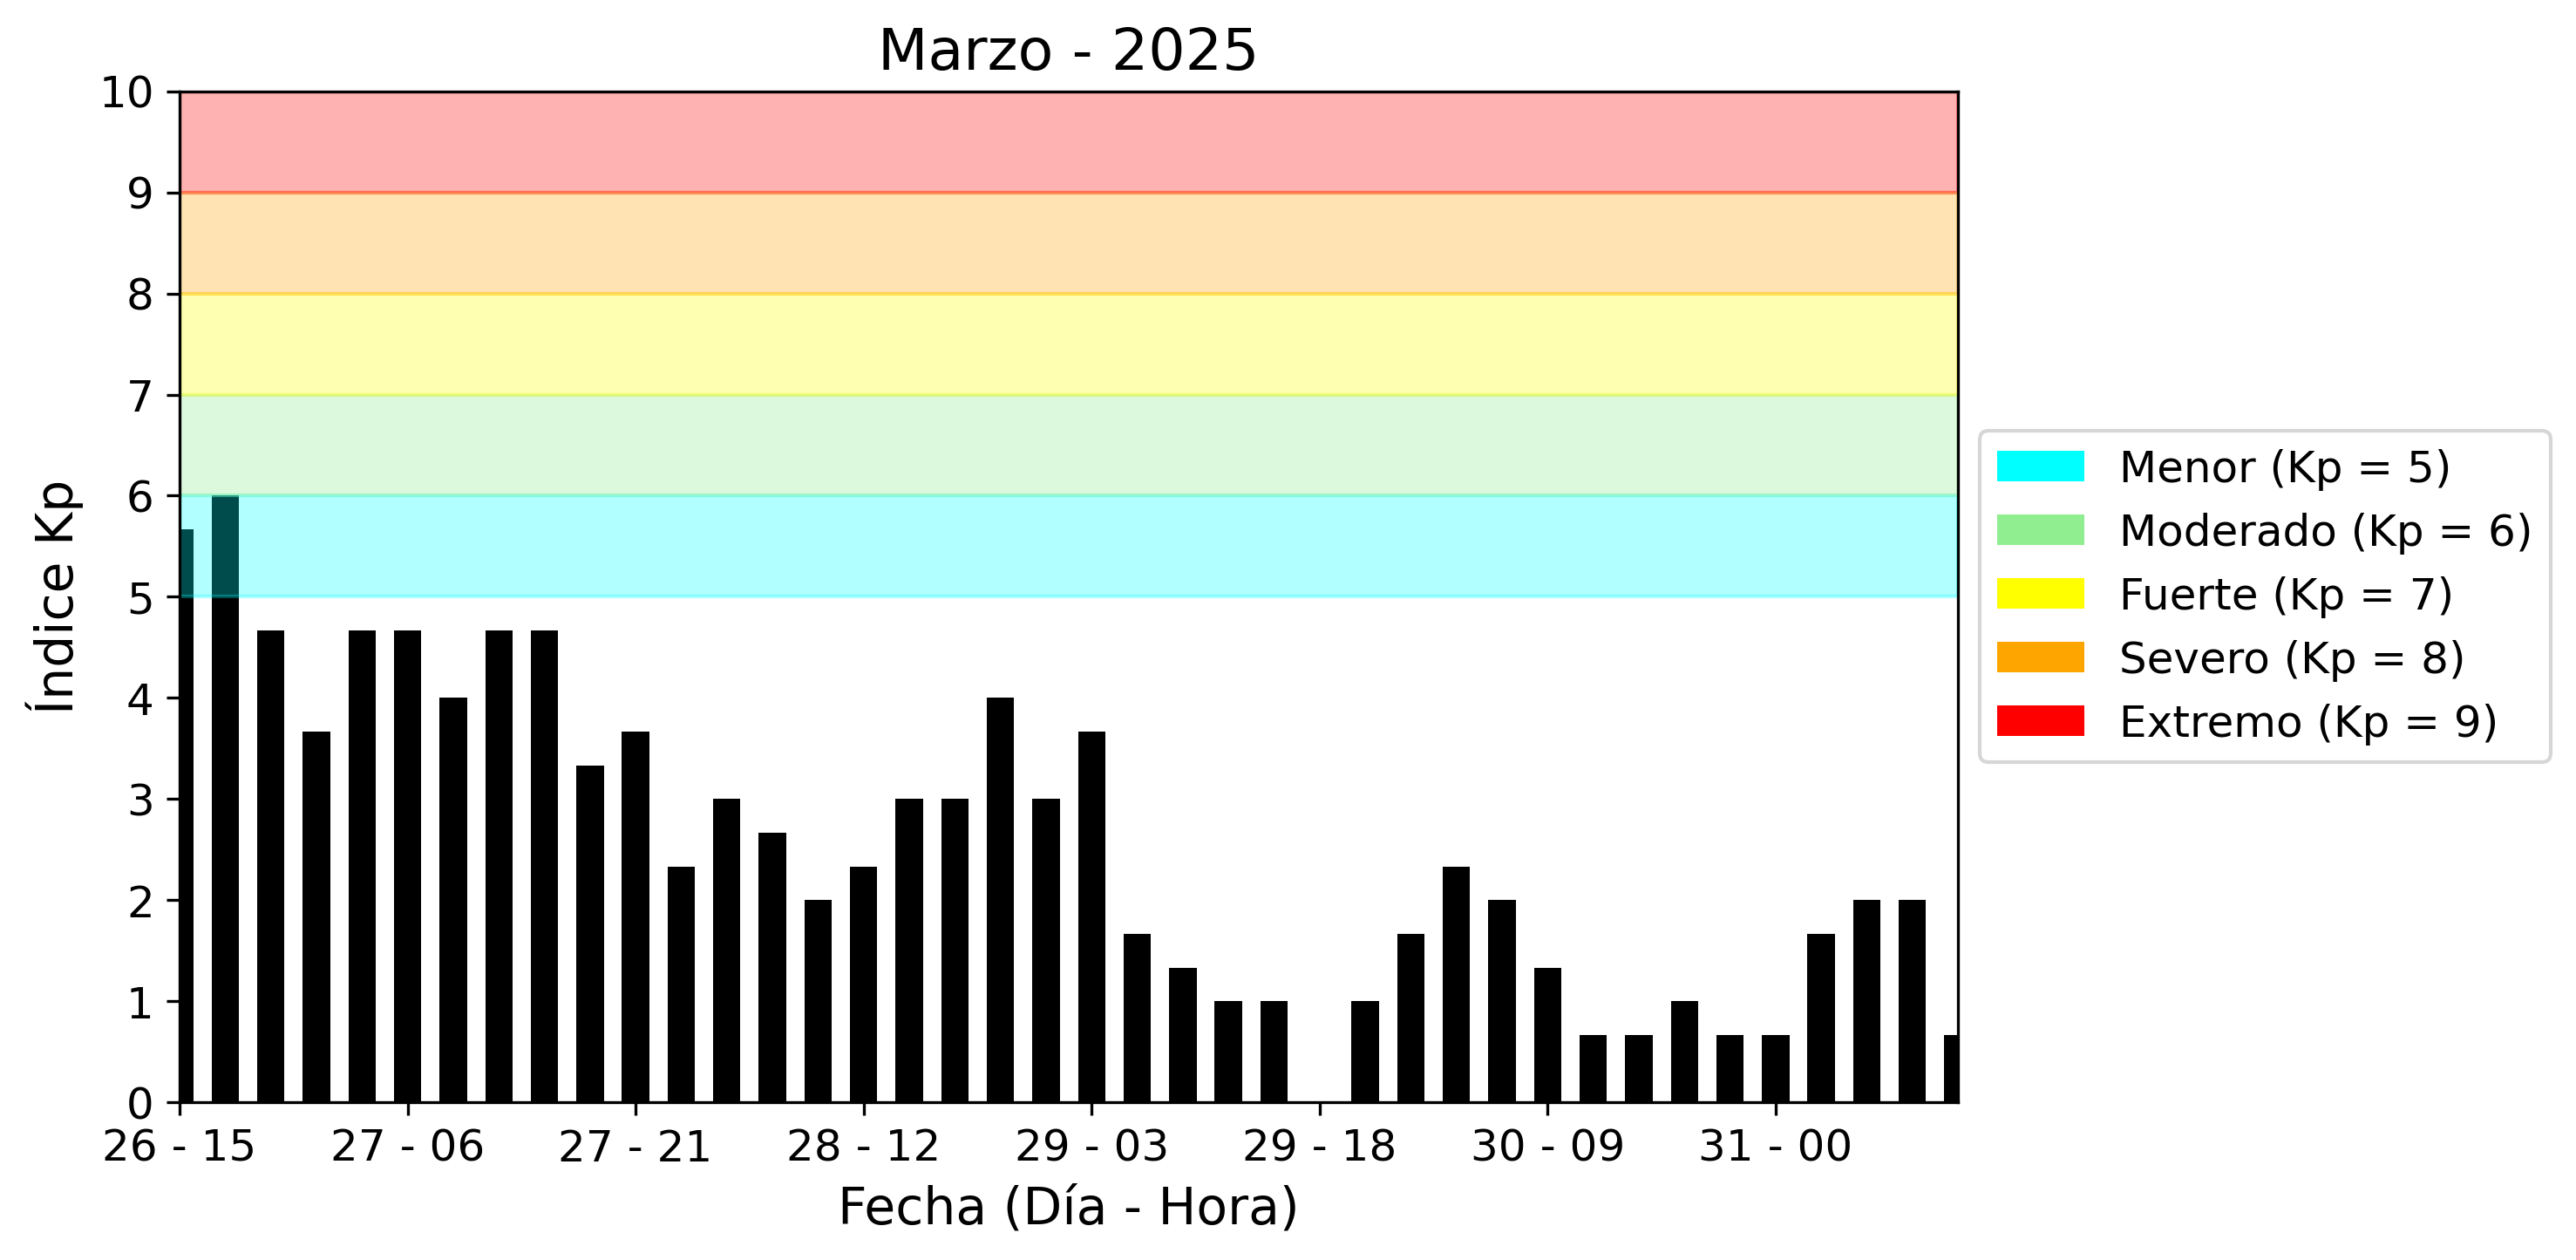 Marzo - 2025
Índice Kp
10
9
8
7
6
5
4
3
2
1
0
26 - 15
27 - 06
27 - 21
28 - 12
29 - 03
29 - 18
30 - 09
31 - 00
Fecha (Día - Hora)
Menor (Kp = 5)
Moderado (Kp = 6)
Fuerte (Kp = 7)
Severo (Kp = 8)
Extremo (Kp = 9)